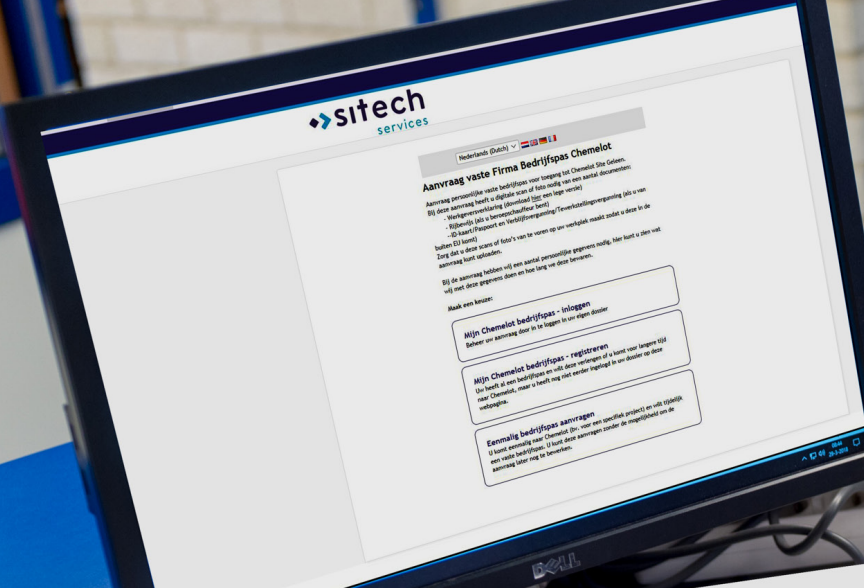 sitech
services
Nederlands (Dutch)
Aanvraag vaste Firma Bedrijfspas Chemelot
Aanvraag persoonlijke vaste bedrijfspas voor toegang tot Chemelot Site Geleen.
Bij deze aanvraag heeft u digitale scan of foto nodig van een aantal documenten:
- Werkgeversverklaring (download hier een lege versie)
- Rijbewijs (als u beroepschauffeur bent)
--ID-kaart/Paspoort en Verblijfsvergunning/Tewerkstellingsvergunning (als u van
buiten EU komt)
Zorg dat u deze scans of foto's van te voren op uw werkplek maakt zodat u deze in de
aanvraag kunt uploaden.
Bij de aanvraag hebben wij een aantal persoonlijke gegevens nodig, hier kunt u zien wat
wij met deze gegevens doen en hoe lang we deze bewaren.
Maak een keuze:
Mijn Chemelot bedrijfspas - inloggen
Beheer uw aanvraag door in te loggen in uw eigen dossier
Mijn Chemelot bedrijfspas - registreren
Uw heeft al een bedrijfspas en wilt deze verlengen of u komt voor langere tijd
naar Chemelot, maar u heeft nog niet eerder ingelogd in uw dossier op deze
webpagina.
Eenmalig bedrijfspas aanvragen
U komt eenmalig naar Chemelot (bv. voor een specifiek project) en wilt tijdelijk
een vaste bedrijfspas. U kunt deze aanvragen zonder de mogelijkheid om de
aanvraag later nog te bewerken.
DELL